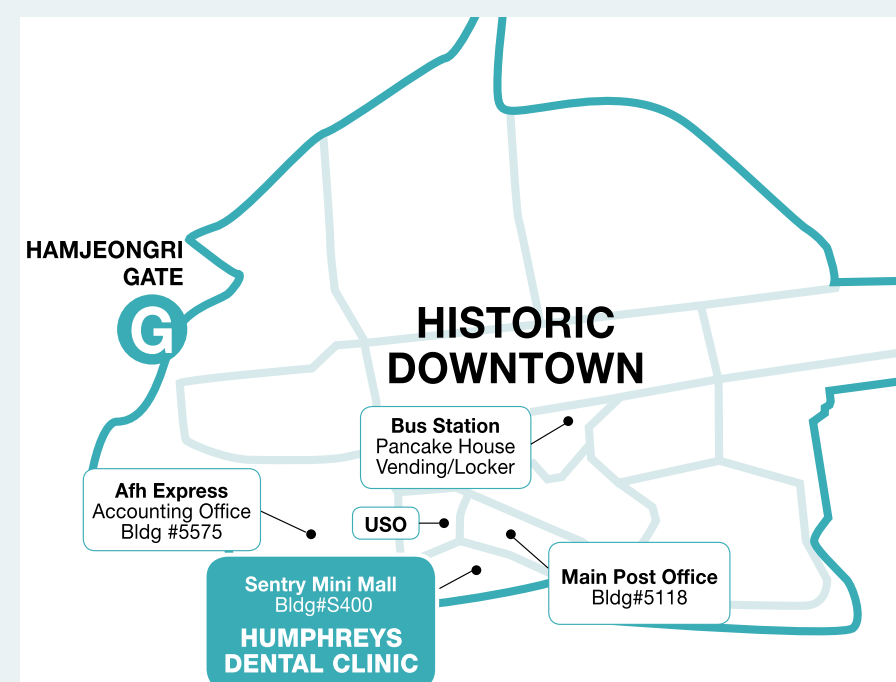 HAMJEONGRI
GATE
G
HISTORIC
DOWNTOWN
Bus Station
Pancake House
Vending/Locker
Afh Express
Accounting Office
Bldg #5575
USO
Main Post Office
Bldg#5118
Sentry Mini Mall
Bldg#S400
HUMPHREYS
DENTAL CLINIC